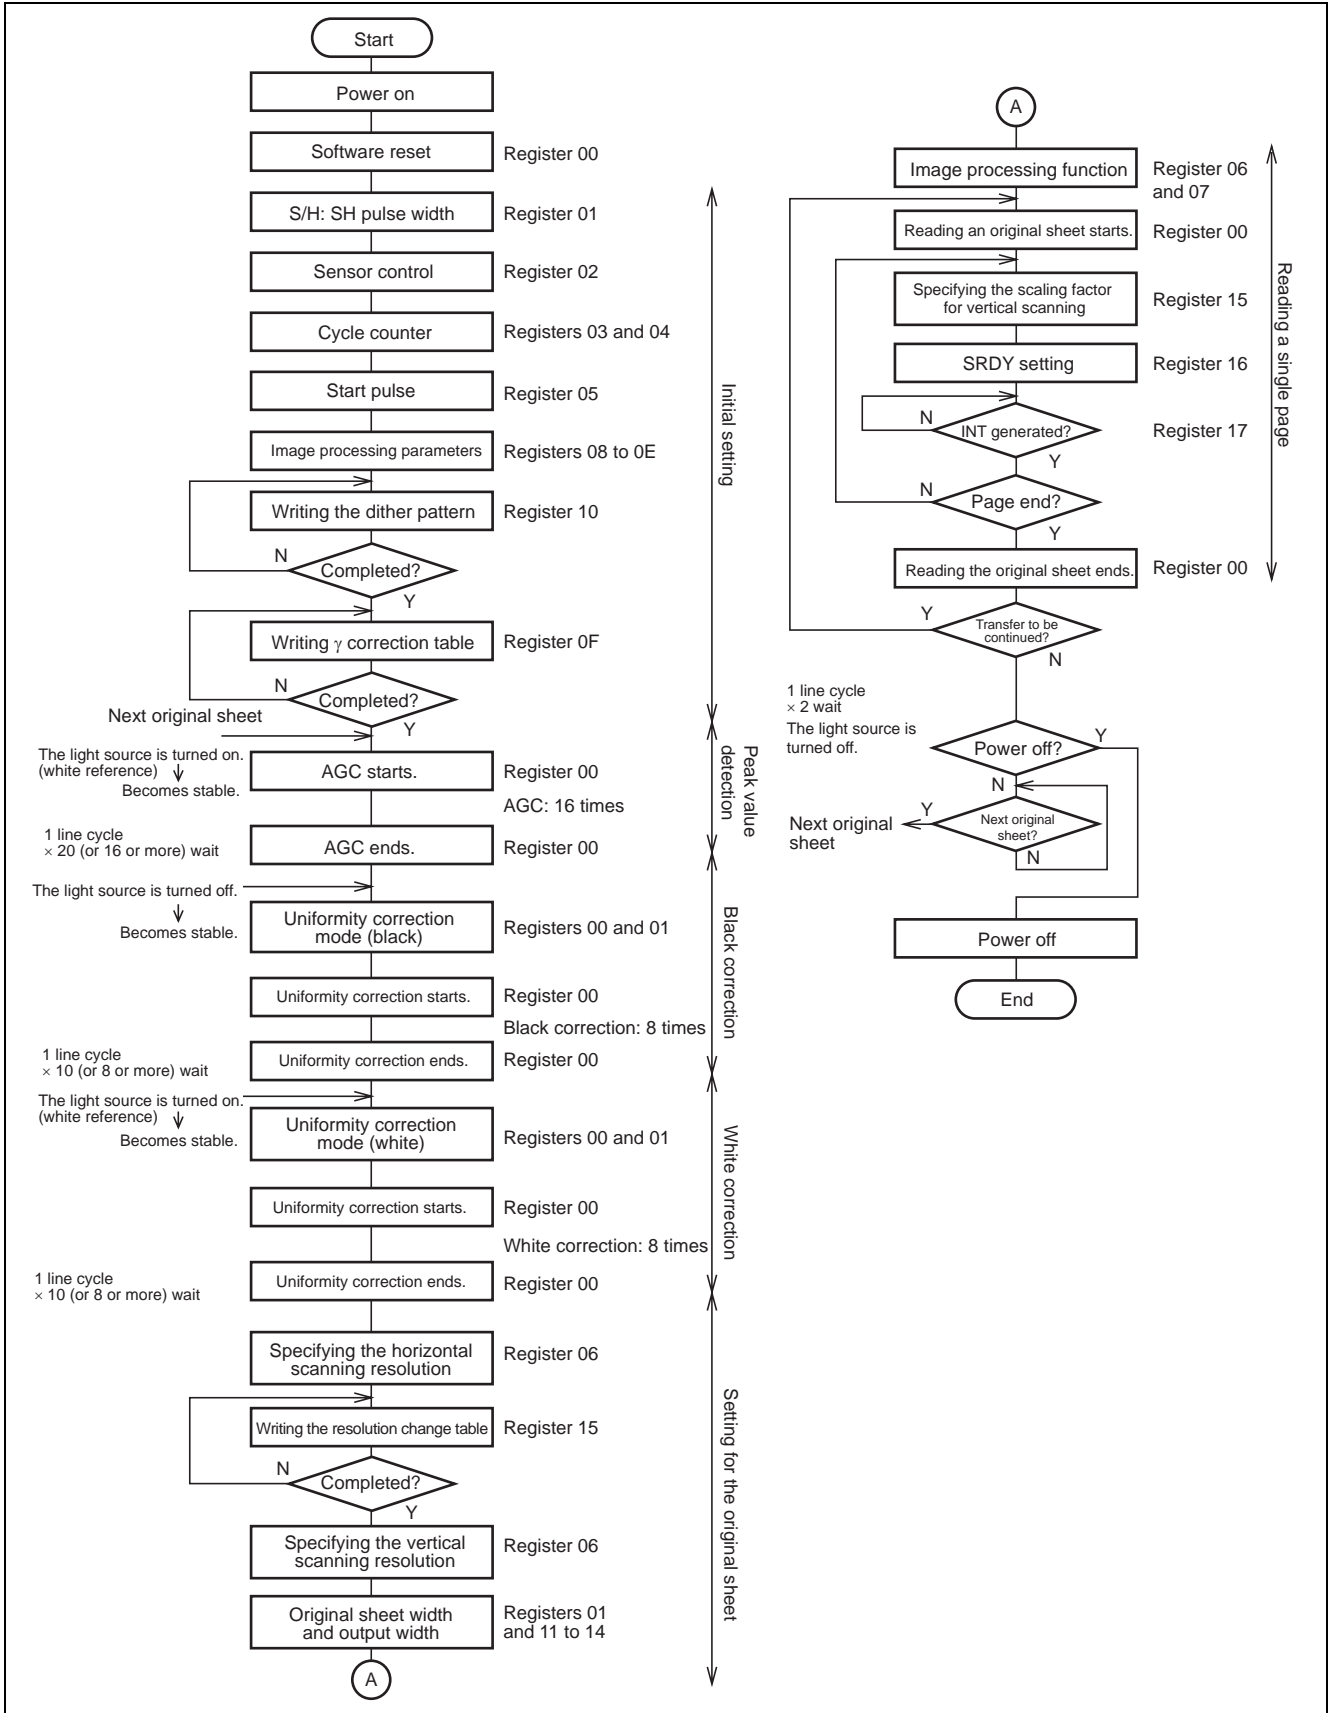 Start
Power on
Software reset
Register 00
S/H: SH pulse width
Register 01
Sensor control
Register 02
Cycle counter
Registers 03 and 04
Start pulse
Register 05
Image processing parameters
Registers 08 to 0E
Writing the dither pattern
Register 10
N
Completed?
Y
Writing γ correction table
Register 0F
N
Completed?
Y
Initial setting
Next original sheet
The light source is turned on.
(white reference)
Becomes stable.
AGC starts.
Register 00
AGC: 16 times
1 line cycle
× 20 (or 16 or more) wait
AGC ends.
Register 00
Peak value
detection
The light source is turned off.
Becomes stable.
Uniformity correction
mode (black)
Registers 00 and 01
Uniformity correction starts.
Register 00
Black correction: 8 times
1 line cycle
× 10 (or 8 or more) wait
Uniformity correction ends.
Register 00
Black correction
The light source is turned on.
(white reference)
Becomes stable.
Uniformity correction
mode (white)
Registers 00 and 01
Uniformity correction starts.
Register 00
White correction: 8 times
1 line cycle
× 10 (or 8 or more) wait
Uniformity correction ends.
Register 00
White correction
Specifying the horizontal
scanning resolution
Register 06
Writing the resolution change table
Register 15
N
Completed?
Y
Specifying the vertical
scanning resolution
Register 06
Original sheet width
and output width
Registers 01
and 11 to 14
Setting for the original sheet
A
A
Image processing function
Register 06
and 07
Reading an original sheet starts.
Register 00
Specifying the scaling factor
for vertical scanning
Register 15
SRDY setting
Register 16
N
INT generated?
Register 17
Y
N
Page end?
Y
Reading the original sheet ends.
Register 00
Reading a single page
Y
Transfer to be
continued?
N
1 line cycle
× 2 wait
The light source is
turned off.
Power off?
Y
N
Y
Next original
sheet?
Next original
sheet
N
Power off
End